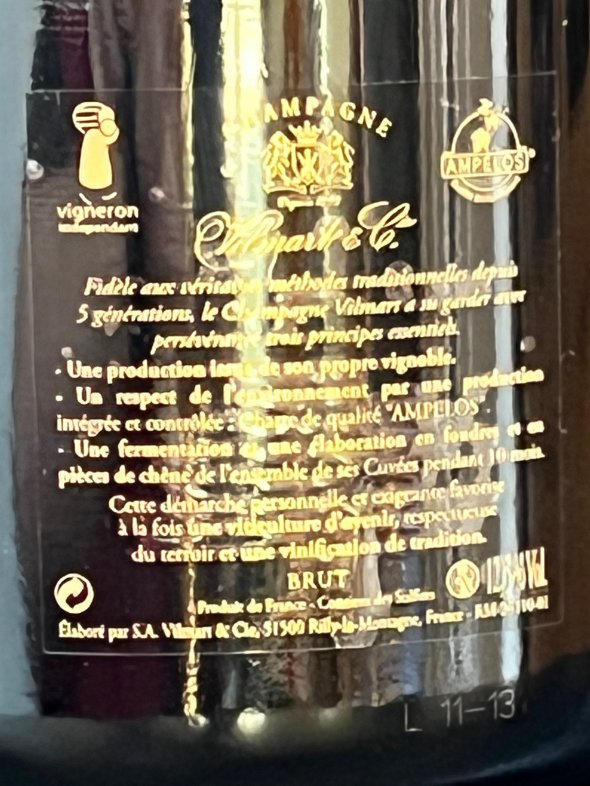 CHAMPAGNE
vigneron
independant
AMPELOS
Vilmart & Cie
Fidèle aux véritables méthodes traditionnelles depuis
5 générations, le Champagne Vilmart a su garder avec
persévérance trois principes essentiels.
- Une production issue de son propre vignoble.
- Un respect de l'environnement par une production
intégrée et contrôlée : Charte de qualité "AMPELOS".
- Une fermentation et une élaboration en foudres et en
pièces de chêne de l'ensemble de ses Cuvées pendant 10 mois.
Cette démarche personnelle et exigeante favorise
à la fois une viticulture d'avenir, respectueuse
du terroir et une vinification de tradition.
BRUT
Produit de France - Contient des Sulfites
Élaboré par S.A. Vilmart & Cie, 51500 Rilly-la-Montagne, France -
L 11-13